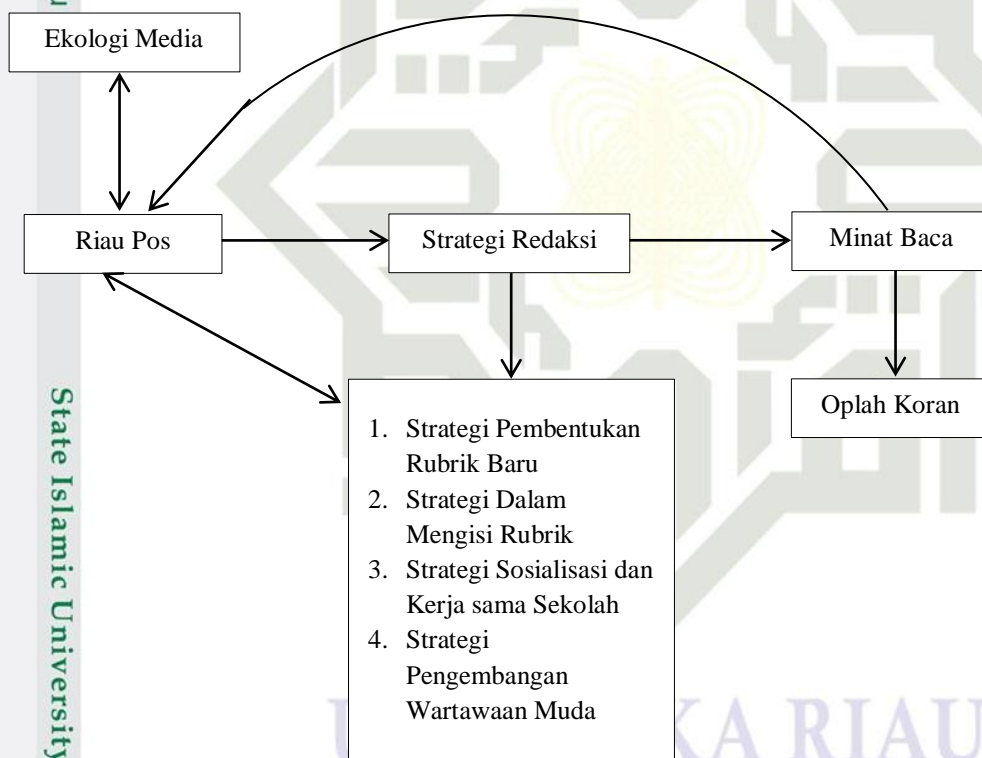 Ekologi Media
Riau Pos
Strategi Redaksi
Minat Baca
Oplah Koran
1. Strategi Pembentukan
Rubrik Baru
2. Strategi Dalam
Mengisi Rubrik
3. Strategi Sosialisasi dan
Kerja sama Sekolah
4. Strategi
Pengembangan
Wartawaan Muda
State Islamic University
KA RIAU